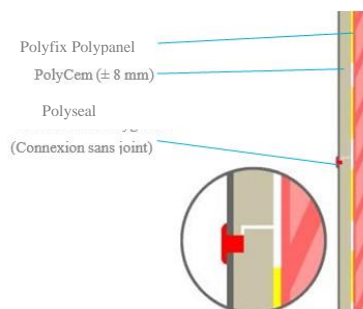 Polyfix Polypanel
PolyCem (± 8 mm)
Polyseal
(Connexion sans joint)